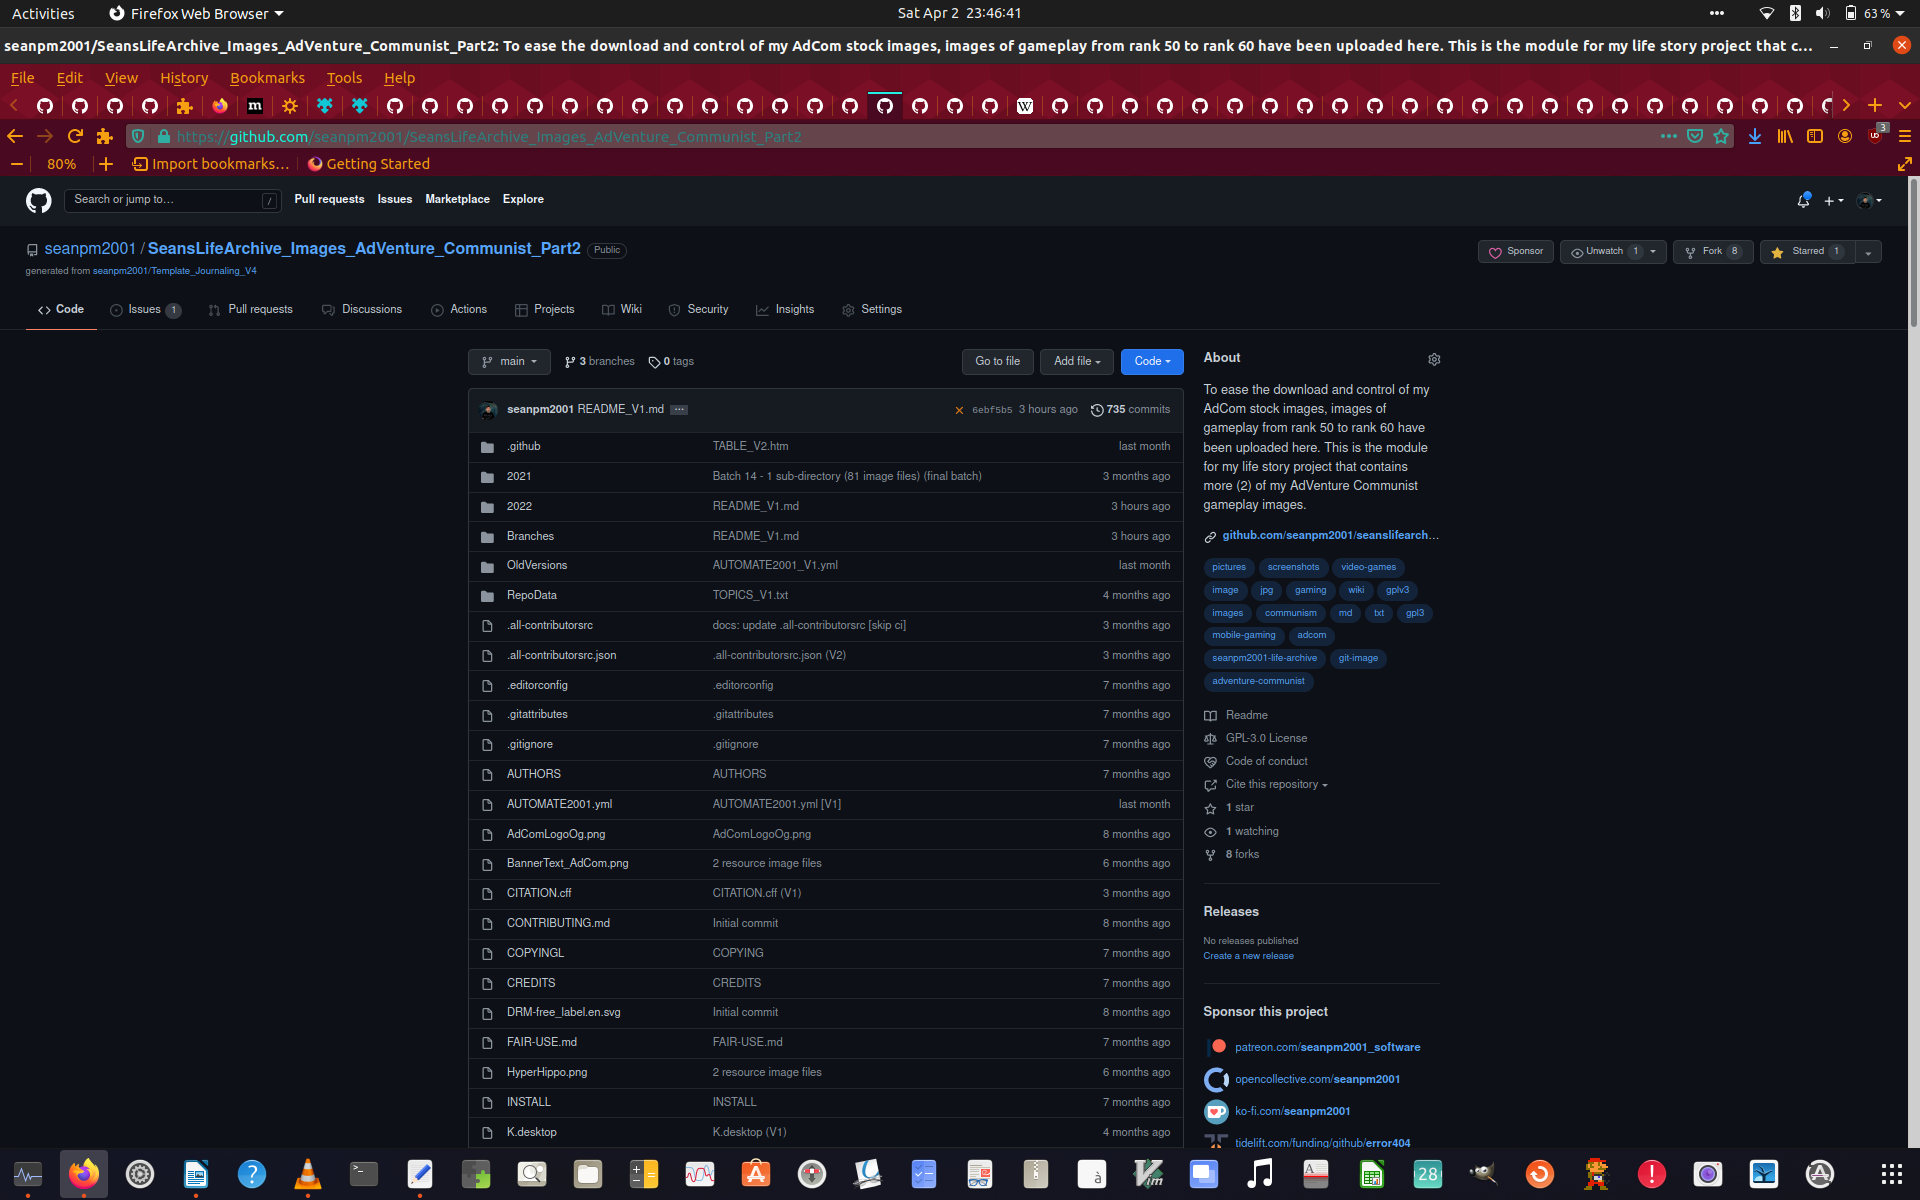 Activities Firefox Web Browser Sat Apr 2 23:46:41 63 %
seanpm2001/SeansLifeArchive_Images_AdVenture_Communist_Part2: To ease the download and control of my AdCom stock images, images of gameplay from rank 50 to rank 60 have been uploaded here. This is the module for my life story project that c...
File Edit View History Bookmarks Tools Help
https://github.com/seanpm2001/SeansLifeArchive_Images_AdVenture_Communist_Part2 3
80% Import bookmarks... Getting Started
Search or jump to... / Pull requests Issues Marketplace Explore
seanpm2001 / SeansLifeArchive_Images_AdVenture_Communist_Part2 Public
generated from seanpm2001/Template_Journaling_V4
Sponsor Unwatch 1 Fork 8 Starred 1
Code Issues 1 Pull requests Discussions Actions Projects Wiki Security Insights Settings
main 3 branches 0 tags Go to file Add file Code
seanpm2001 README_V1.md ... 6ebf5b5 3 hours ago 735 commits
.github TABLE_V2.htm last month
2021 Batch 14 - 1 sub-directory (81 image files) (final batch) 3 months ago
2022 README_V1.md 3 hours ago
Branches README_V1.md 3 hours ago
OldVersions AUTOMATE2001_V1.yml last month
RepoData TOPICS_V1.txt 4 months ago
.all-contributorsrc docs: update .all-contributorsrc [skip ci] 3 months ago
.all-contributorsrc.json .all-contributorsrc.json (V2) 3 months ago
.editorconfig .editorconfig 7 months ago
.gitattributes .gitattributes 7 months ago
.gitignore .gitignore 7 months ago
AUTHORS AUTHORS 7 months ago
AUTOMATE2001.yml AUTOMATE2001.yml [V1] last month
AdComLogoOg.png AdComLogoOg.png 8 months ago
BannerText_AdCom.png 2 resource image files 6 months ago
CITATION.cff CITATION.cff (V1) 3 months ago
CONTRIBUTING.md Initial commit 8 months ago
COPYINGL COPYING 7 months ago
CREDITS CREDITS 7 months ago
DRM-free_label.en.svg Initial commit 8 months ago
FAIR-USE.md FAIR-USE.md 7 months ago
HyperHippo.png 2 resource image files 6 months ago
INSTALL INSTALL 7 months ago
K.desktop K.desktop (V1) 4 months ago
About
To ease the download and control of my
AdCom stock images, images of
gameplay from rank 50 to rank 60 have
been uploaded here. This is the module
for my life story project that contains
more (2) of my AdVenture Communist
gameplay images.
github.com/seanpm2001/seanslifearch...
pictures screenshots video-games
image jpg gaming wiki gplv3
images communism md txt gpl3
mobile-gaming adcom
seanpm2001-life-archive git-image
adventure-communist
Readme
GPL-3.0 License
Code of conduct
Cite this repository
1 star
1 watching
8 forks
Releases
No releases published
Create a new release
Sponsor this project
patreon.com/seanpm2001_software
opencollective.com/seanpm2001
ko-fi.com/seanpm2001
tidelift.com/funding/github/error404
28